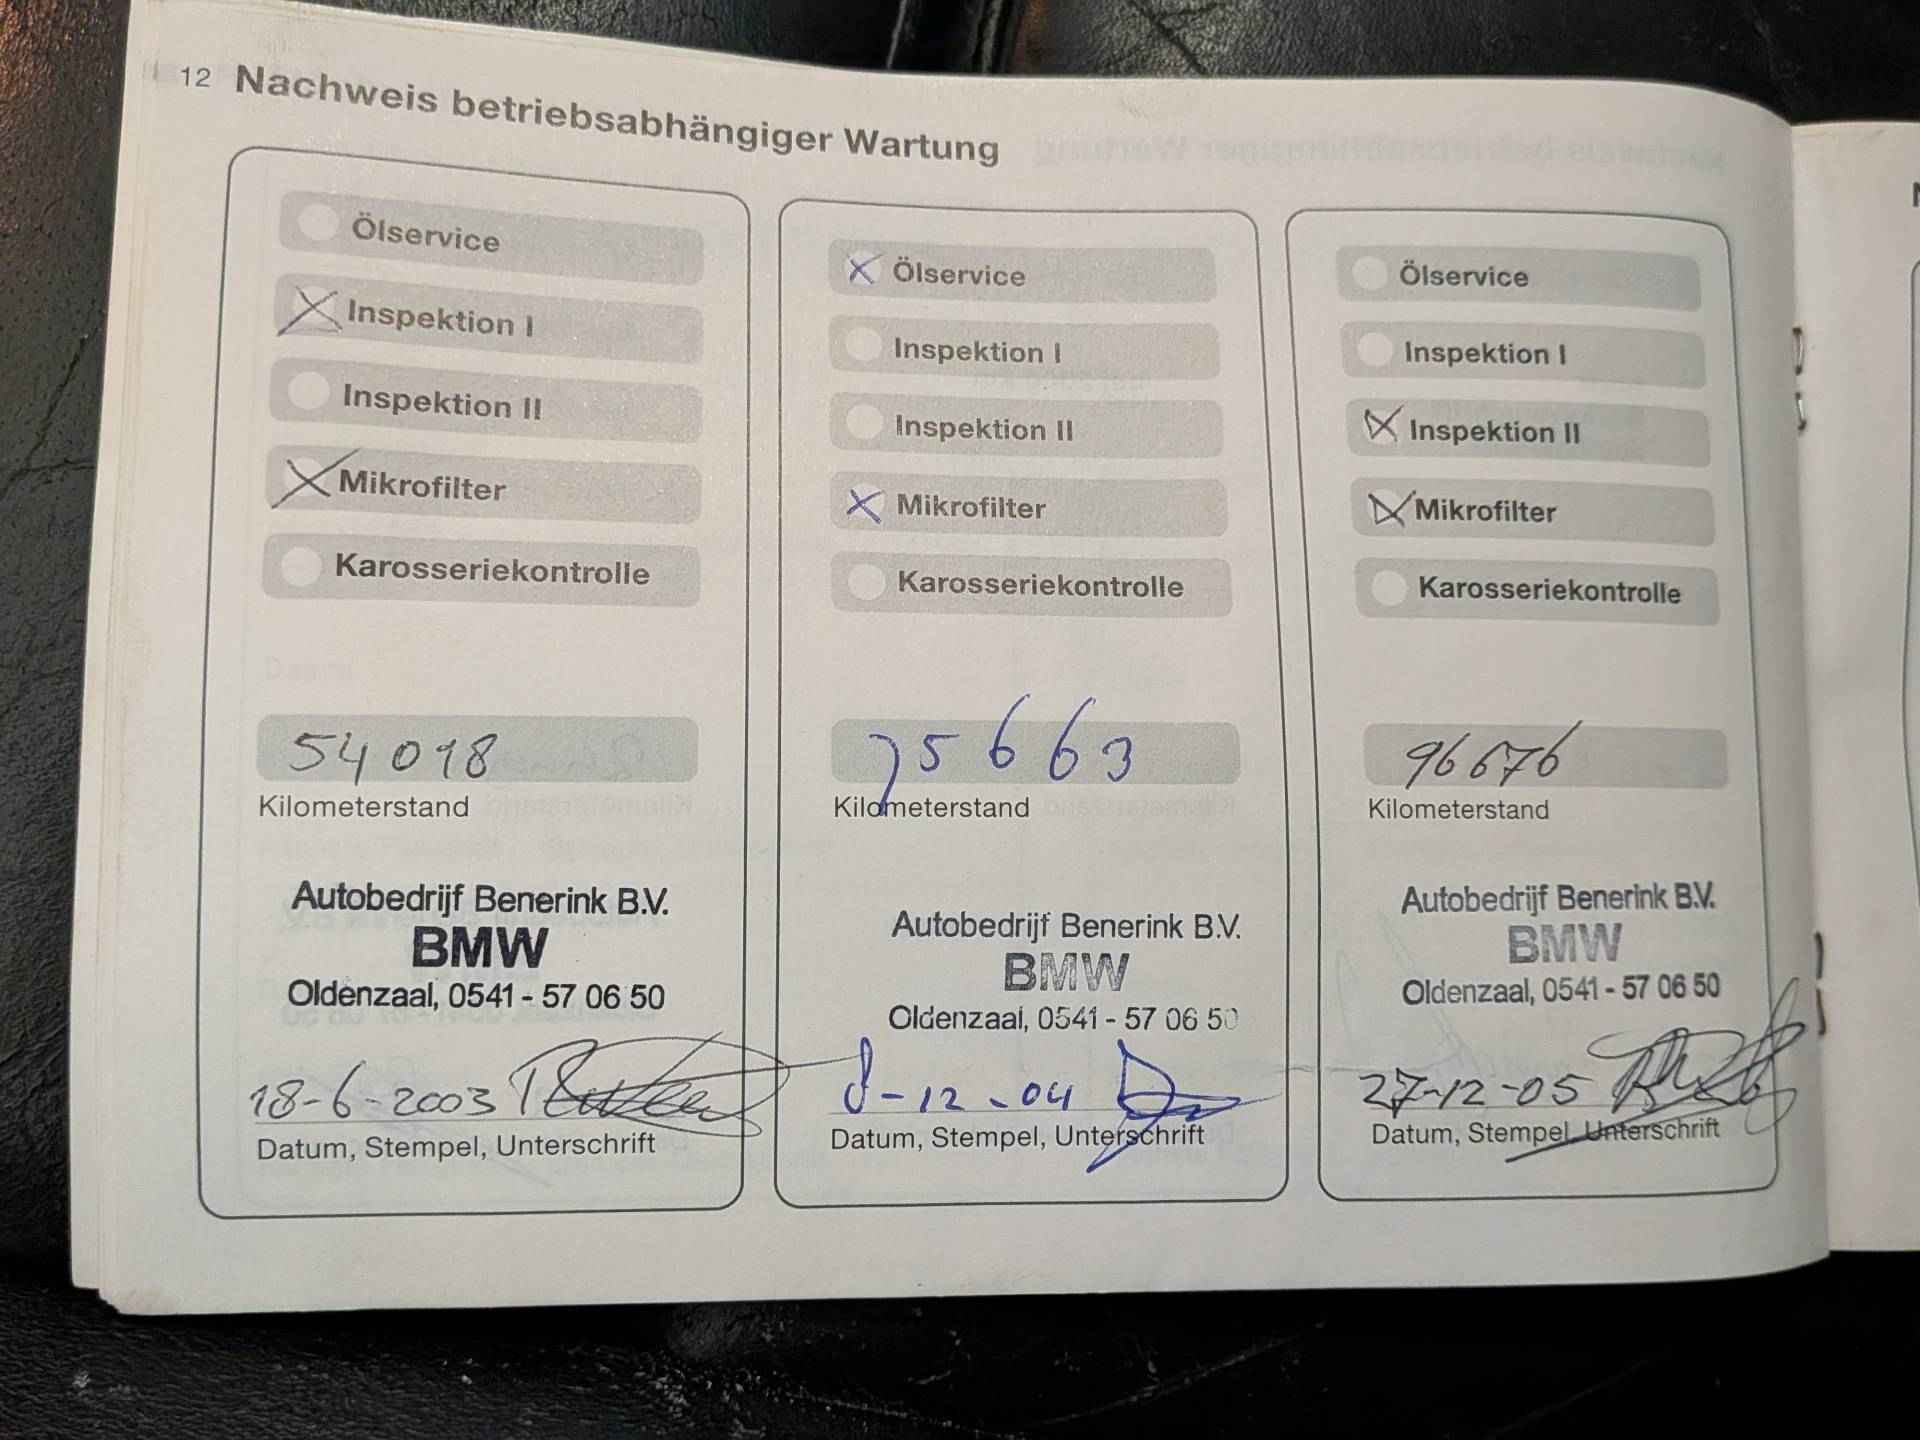 12 Nachweis betriebsabhängiger Wartung
Ölservice
Inspektion I
Inspektion II
Mikrofilter
Karosseriekontrolle
54018
Kilometerstand
Autobedrijf Benerink B.V.
BMW
Oldenzaal, 0541 - 57 06 50
18-6-2003
Datum, Stempel, Unterschrift
Ölservice
Inspektion I
Inspektion II
Mikrofilter
Karosseriekontrolle
75663
Kilometerstand
Autobedrijf Benerink B.V.
BMW
Oldenzaal, 0541 - 57 06 50
8-12-04
Datum, Stempel, Unterschrift
Ölservice
Inspektion I
Inspektion II
Mikrofilter
Karosseriekontrolle
96676
Kilometerstand
Autobedrijf Benerink B.V.
BMW
Oldenzaal, 0541 - 57 06 50
27-12-05
Datum, Stempel, Unterschrift